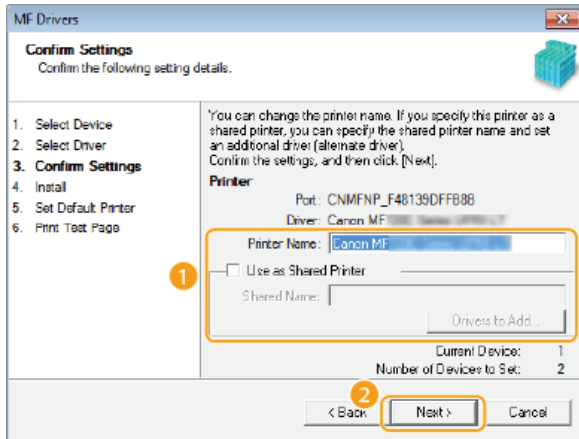 MF Drivers
Confirm Settings
Confirm the following setting details.
1. Select Device
2. Select Driver
3. Confirm Settings
4. Install
5. Set Default Printer
6. Print Test Page
You can change the printer name. If you specify this printer as a
shared printer, you can specify the shared printer name and set
an additional driver (alternate driver).
Confirm the settings, and then click [Next].
Printer
Port: CNMFNP_F48139DFFB88
Driver: Canon MF
Printer Name: Canon MF
Use as Shared Printer
Shared Name:
Drivers to Add...
Current Device: 1
Number of Devices to Set: 2
< Back Next > Cancel
1
2